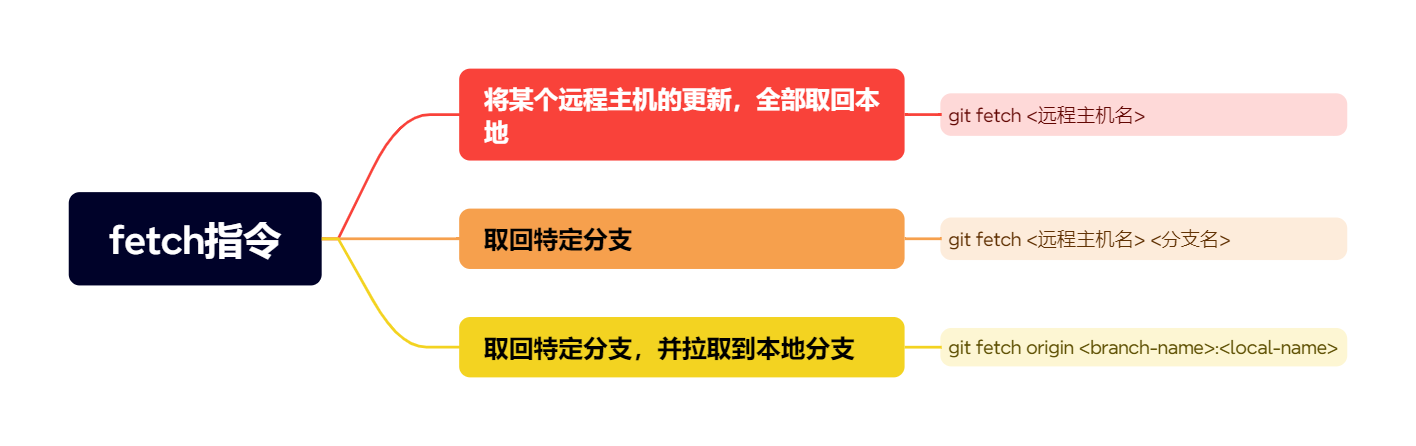 fetch指令
将某个远程主机的更新，全部取回本
地
git fetch <远程主机名>
取回特定分支
git fetch <远程主机名> <分支名>
取回特定分支，并拉取到本地分支
git fetch origin <branch-name>:<local-name>